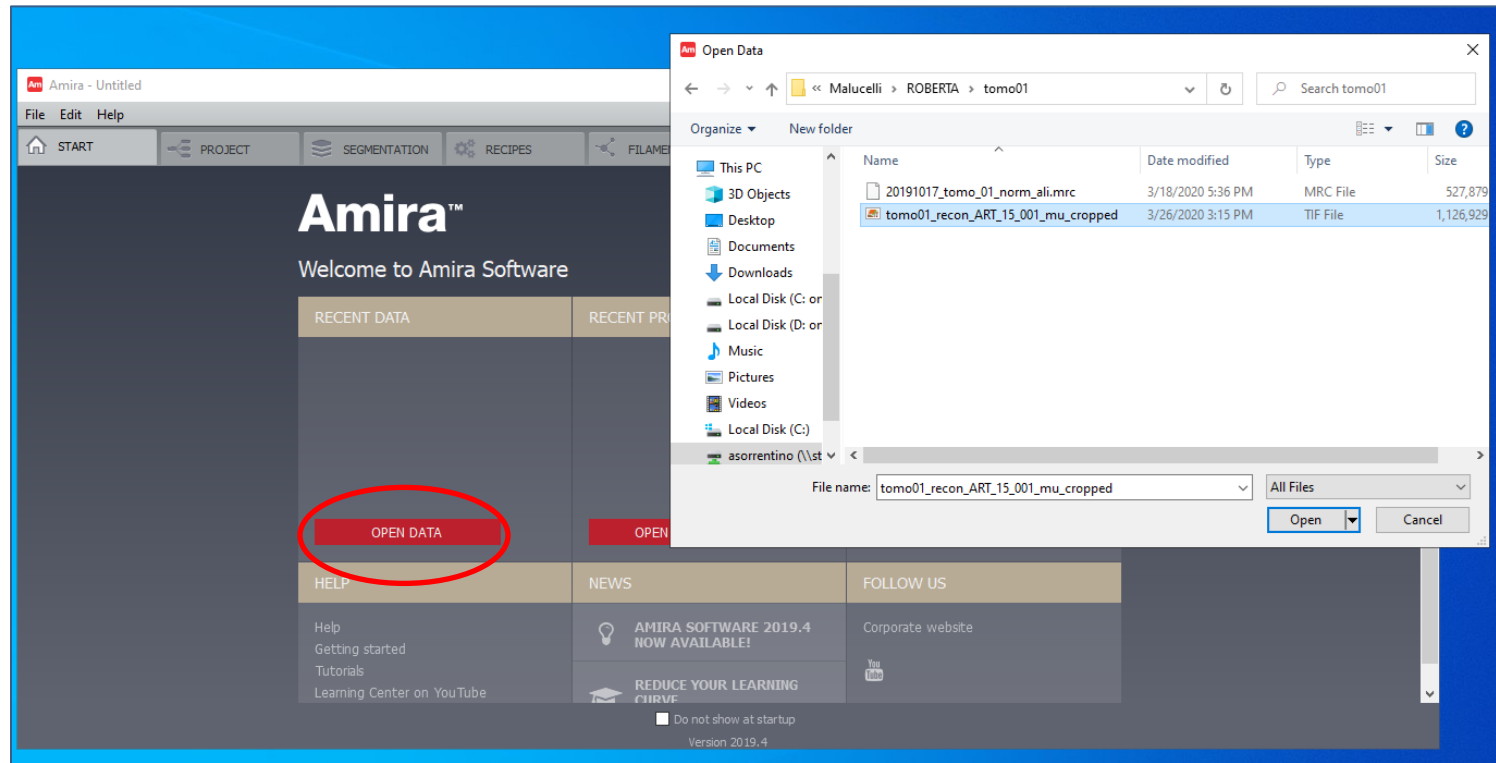 Amira - Untitled
File Edit Help
START PROJECT SEGMENTATION RECIPES
Amira™
Welcome to Amira Software
RECENT DATA
OPEN DATA
HELP NEWS FOLLOW US
Help
Getting started
Tutorials
Learning Center on YouTube
AMIRA SOFTWARE 2019.4
NOW AVAILABLE!
REDUCE YOUR LEARNING
CURVE
Corporate website
You
Tube
Do not show at startup
Version 2019.4
Am Open Data
« Malucelli › ROBERTA › tomo01
Search tomo01
Organize New folder
This PC
3D Objects
Desktop
Documents
Downloads
Local Disk (C: or
Local Disk (D: or
Music
Pictures
Videos
Local Disk (C:)
asorrentino (\\st
Name Date modified Type Size
20191017_tomo_01_norm_ali.mrc 3/18/2020 5:36 PM MRC File 527,879
tomo01_recon_ART_15_001_mu_cropped 3/26/2020 3:15 PM TIF File 1,126,929
File name: tomo01_recon_ART_15_001_mu_cropped All Files
Open Cancel